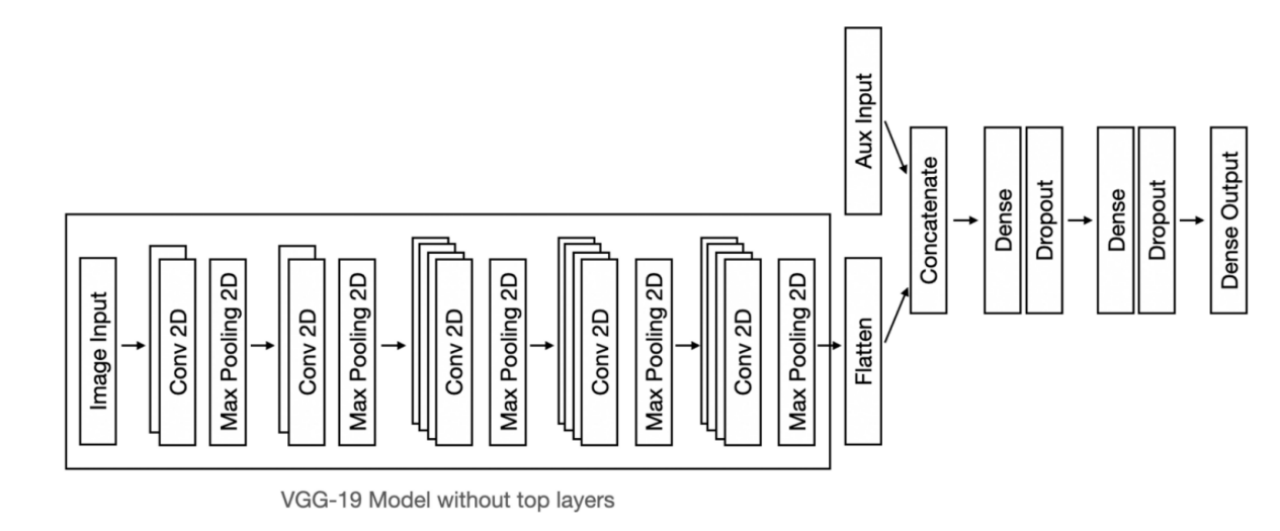 Image Input
Conv 2D
Max Pooling 2D
Conv 2D
Max Pooling 2D
Conv 2D
Max Pooling 2D
Conv 2D
Max Pooling 2D
Conv 2D
Max Pooling 2D
Flatten
Aux Input
Concatenate
Dense
Dropout
Dense
Dropout
Dense Output
VGG-19 Model without top layers